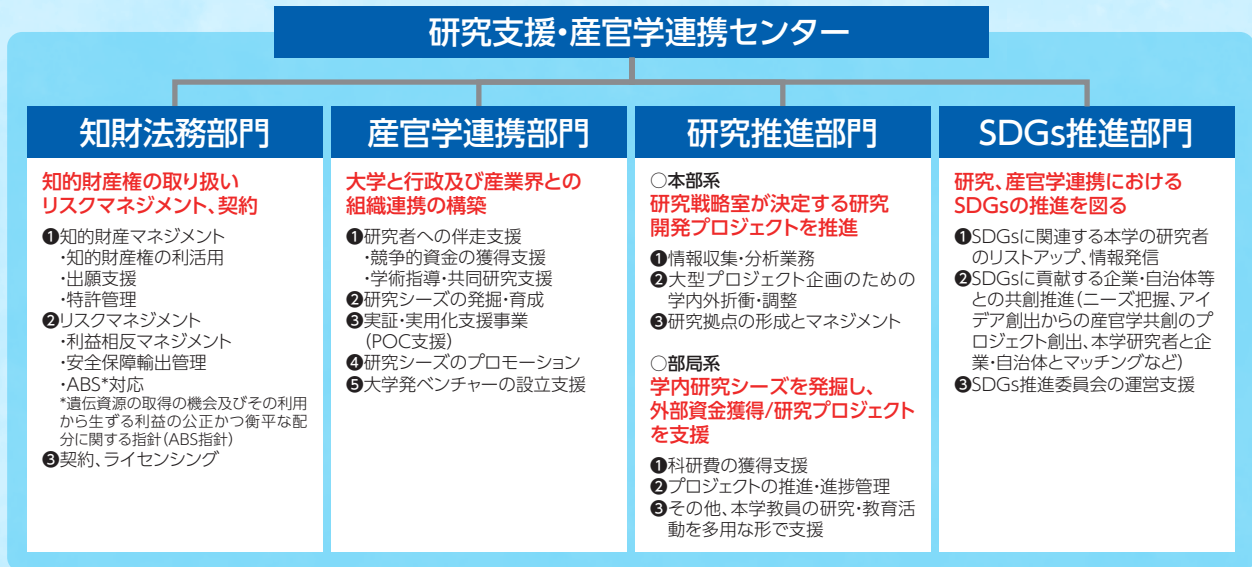 研究支援・産官学連携センター
知財法務部門
知的財産権の取り扱い
リスクマネジメント、契約
❶知的財産マネジメント
・知的財産権の利活用
・出願支援
・特許管理
❷リスクマネジメント
・利益相反マネジメント
・安全保障輸出管理
・ABS*対応
*遺伝資源の取得の機会及びその利用
から生ずる利益の公正かつ衡平な配
分に関する指針(ABS指針)
❸契約、ライセンシング
産官学連携部門
大学と行政及び産業界との
組織連携の構築
❶研究者への伴走支援
・競争的資金の獲得支援
・学術指導・共同研究支援
❷研究シーズの発掘・育成
❸実証・実用化支援事業
(POC支援)
❹研究シーズのプロモーション
❺大学発ベンチャーの設立支援
研究推進部門
○本部系
研究戦略室が決定する研究
開発プロジェクトを推進
❶情報収集・分析業務
❷大型プロジェクト企画のための
学内外折衝・調整
❸研究拠点の形成とマネジメント
○部局系
学内研究シーズを発掘し、
外部資金獲得/研究プロジェクト
を支援
❶科研費の獲得支援
❷プロジェクトの推進・進捗管理
❸その他、本学教員の研究・教育活
動を多用な形で支援
SDGs推進部門
研究、産官学連携における
SDGsの推進を図る
❶SDGsに関連する本学の研究者
のリストアップ、情報発信
❷SDGsに貢献する企業・自治体等
との共創推進(ニーズ把握、アイ
デア創出からの産官学共創のプ
ロジェクト創出、本学研究者と企
業・自治体とマッチングなど)
❸SDGs推進委員会の運営支援